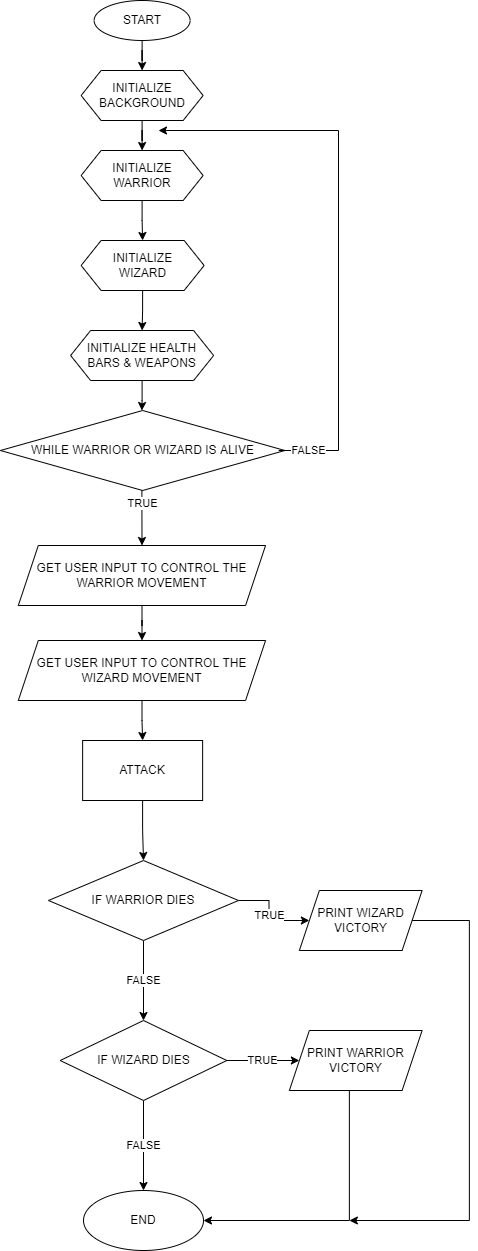 START
INITIALIZE
BACKGROUND
INITIALIZE
WARRIOR
INITIALIZE
WIZARD
INITIALIZE HEALTH
BARS & WEAPONS
WHILE WARRIOR OR WIZARD IS ALIVE
FALSE
TRUE
GET USER INPUT TO CONTROL THE
WARRIOR MOVEMENT
GET USER INPUT TO CONTROL THE
WIZARD MOVEMENT
ATTACK
IF WARRIOR DIES
TRUE
PRINT WIZARD
VICTORY
FALSE
IF WIZARD DIES
TRUE
PRINT WARRIOR
VICTORY
FALSE
END